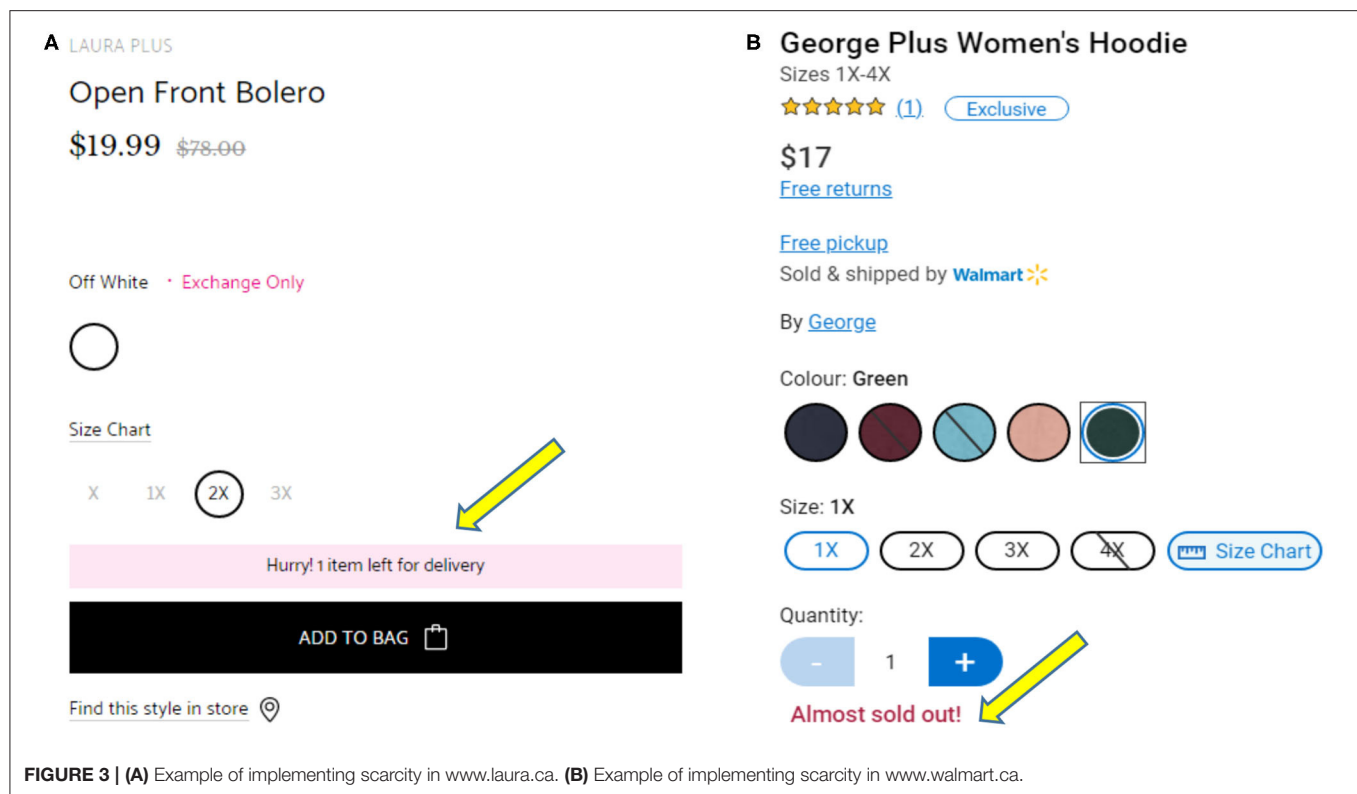 A LAURA PLUS
Open Front Bolero
$19.99 $78.00
Off White · Exchange Only
Size Chart
X 1X 2X 3X
Hurry! 1 item left for delivery
ADD TO BAG
Find this style in store
B George Plus Women's Hoodie
Sizes 1X-4X
(1) Exclusive
$17
Free returns
Free pickup
Sold & shipped by Walmart
By George
Colour: Green
Size: 1X
1X 2X 3X 4X Size Chart
Quantity:
- 1 +
Almost sold out!
FIGURE 3 | (A) Example of implementing scarcity in www.laura.ca. (B) Example of implementing scarcity in www.walmart.ca.